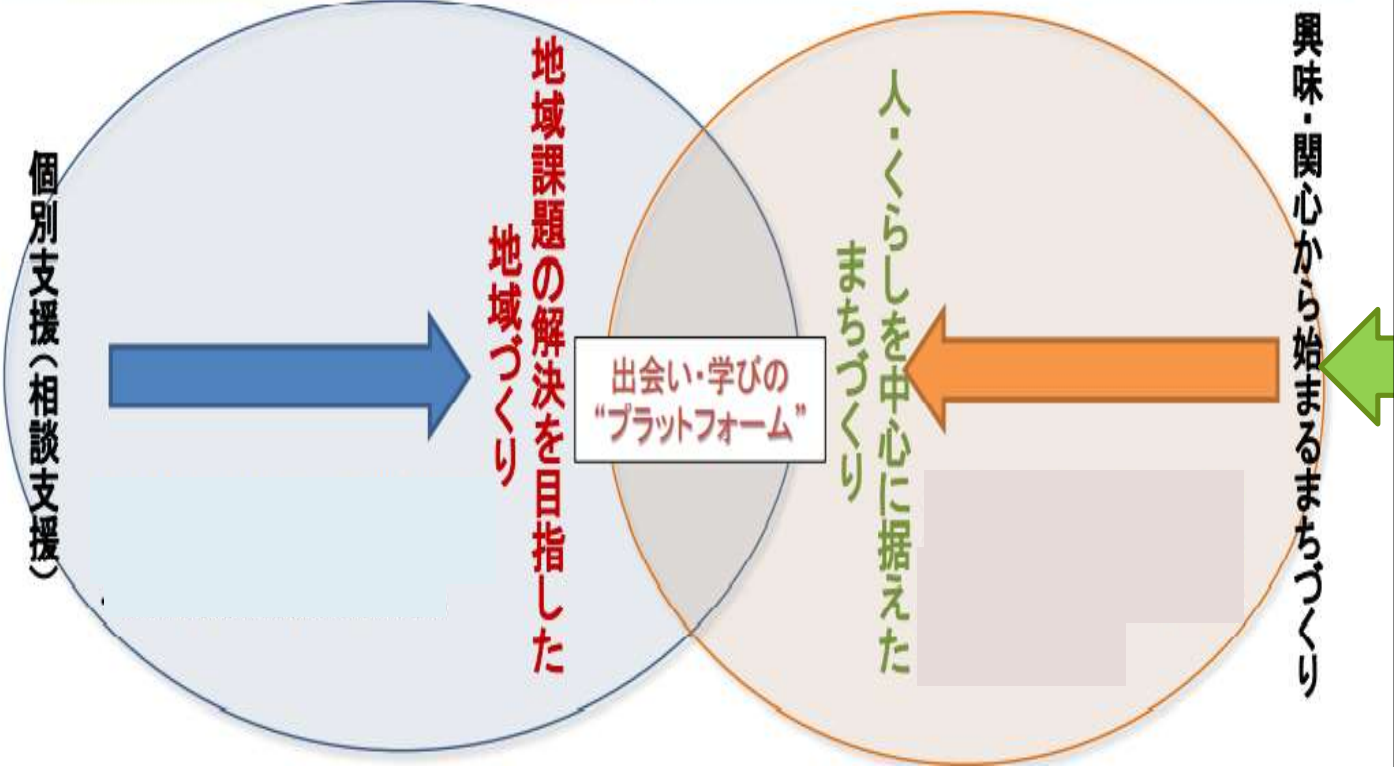 個別支援（相談支援）
地域課題の解決を目指した
地域づくり
出会い・学びの
“プラットフォーム”
人・くらしを中心に据えた
まちづくり
興味・関心から始まるまちづくり